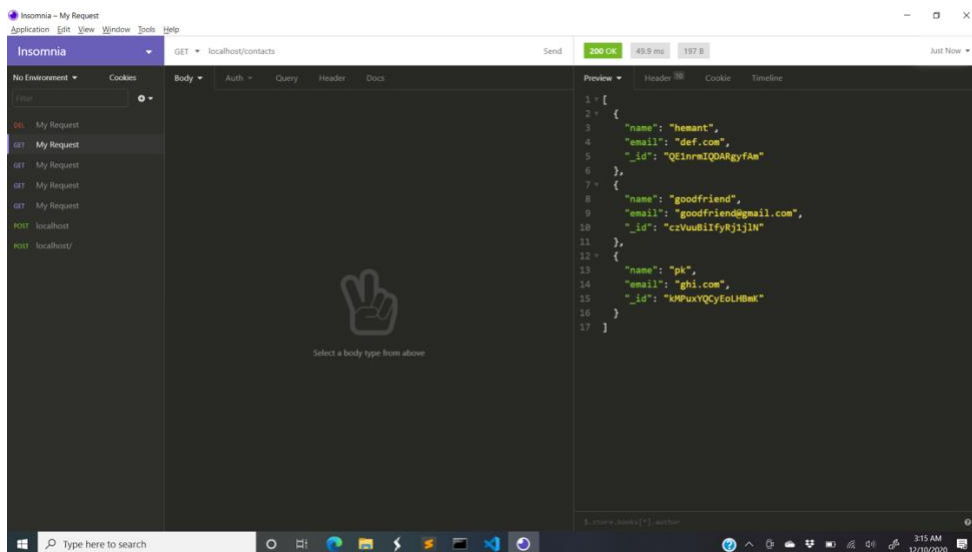 Insomnia – My Request
Application Edit View Window Tools Help
Insomnia
GET localhost/contacts Send
200 OK 49.9 ms 197 B Just Now
No Environment Cookies
Body Auth Query Header Docs
Preview Header 10 Cookie Timeline
Filter
DEL My Request
GET My Request
GET My Request
GET My Request
GET My Request
POST localhost
POST localhost/
Select a body type from above
1 [
2 {
3 "name": "hemant",
4 "email": "def.com",
5 "_id": "QE1nrmIQDARgyfAm"
6 },
7 {
8 "name": "goodfriend",
9 "email": "goodfriend@gmail.com",
10 "_id": "czVuuBiIfyRj1jlN"
11 },
12 {
13 "name": "pk",
14 "email": "ghi.com",
15 "_id": "kMPuxYQCyEoLHBmK"
16 }
17 ]
$.store.books[*].author
Type here to search
3:15 AM
12/10/2020